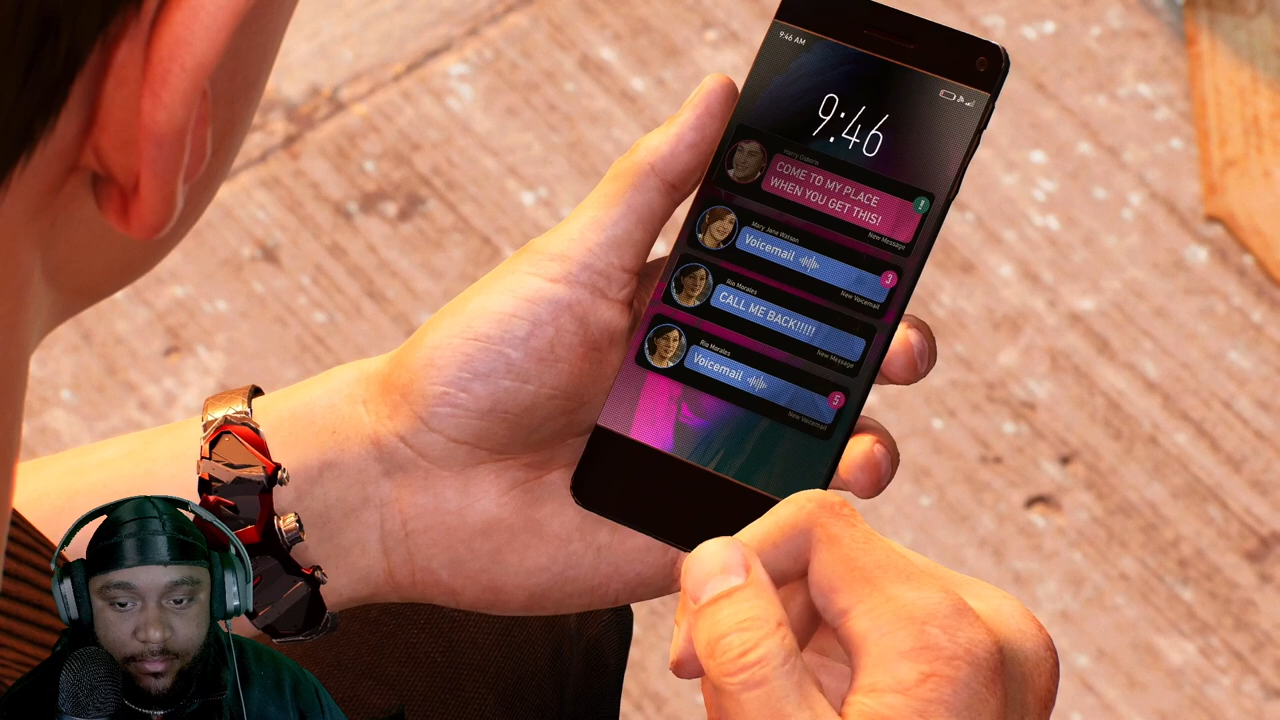 9:46 AM
9:46
Harry Osborn
COME TO MY PLACE
WHEN YOU GET THIS!
New Message
Mary Jane Watson
Voicemail
3
New Voicemail
Rio Morales
CALL ME BACK!!!!!
New Message
Rio Morales
Voicemail
5
New Voicemail